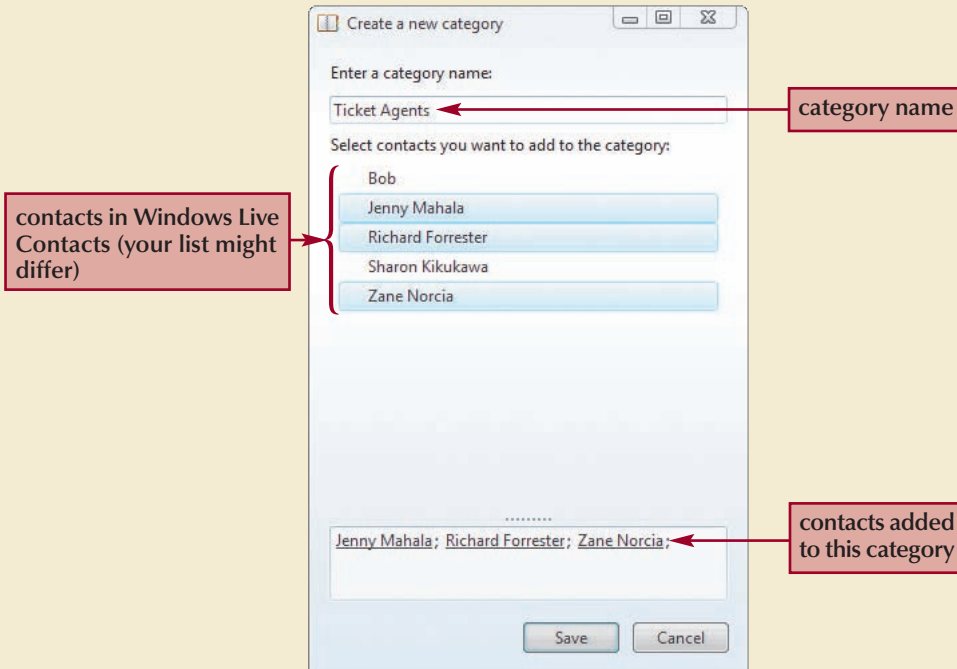 Create a new category
Enter a category name:
Ticket Agents
category name
Select contacts you want to add to the category:
Bob
Jenny Mahala
Richard Forrester
Sharon Kikukawa
Zane Norcia
contacts in Windows Live
Contacts (your list might
differ)
Jenny Mahala; Richard Forrester; Zane Norcia;
contacts added
to this category
Save
Cancel